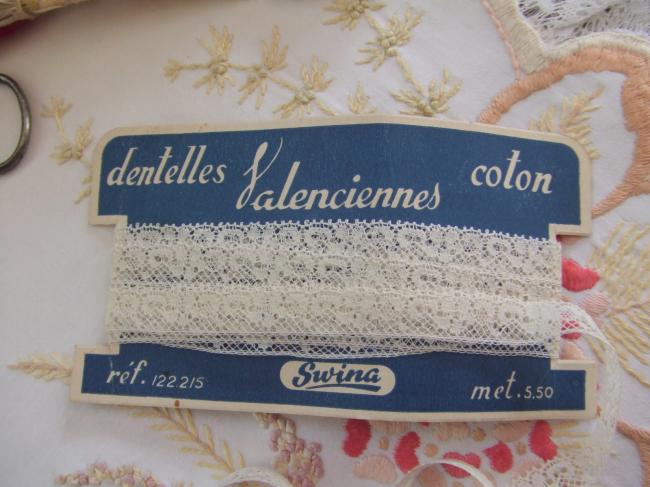 dentelles Valenciennes coton
réf. 122.215 Swina met. 5.50